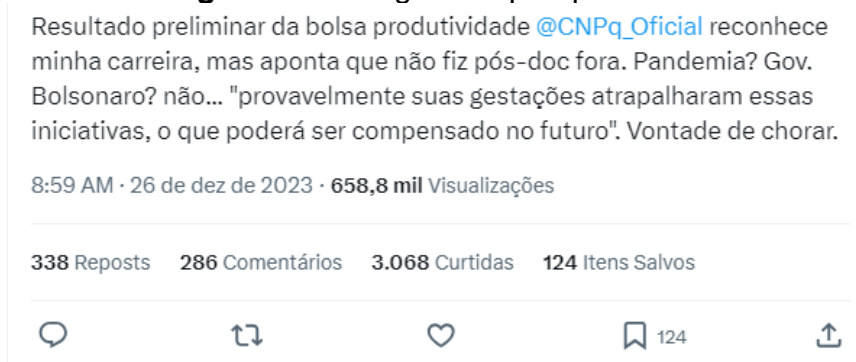 Resultado preliminar da bolsa produtividade @CNPq_Oficial reconhece
minha carreira, mas aponta que não fiz pós-doc fora. Pandemia? Gov.
Bolsonaro? não... "provavelmente suas gestações atrapalharam essas
iniciativas, o que poderá ser compensado no futuro". Vontade de chorar.
8:59 AM · 26 de dez de 2023 · 658,8 mil Visualizações
338 Reposts 286 Comentários 3.068 Curtidas 124 Itens Salvos
124